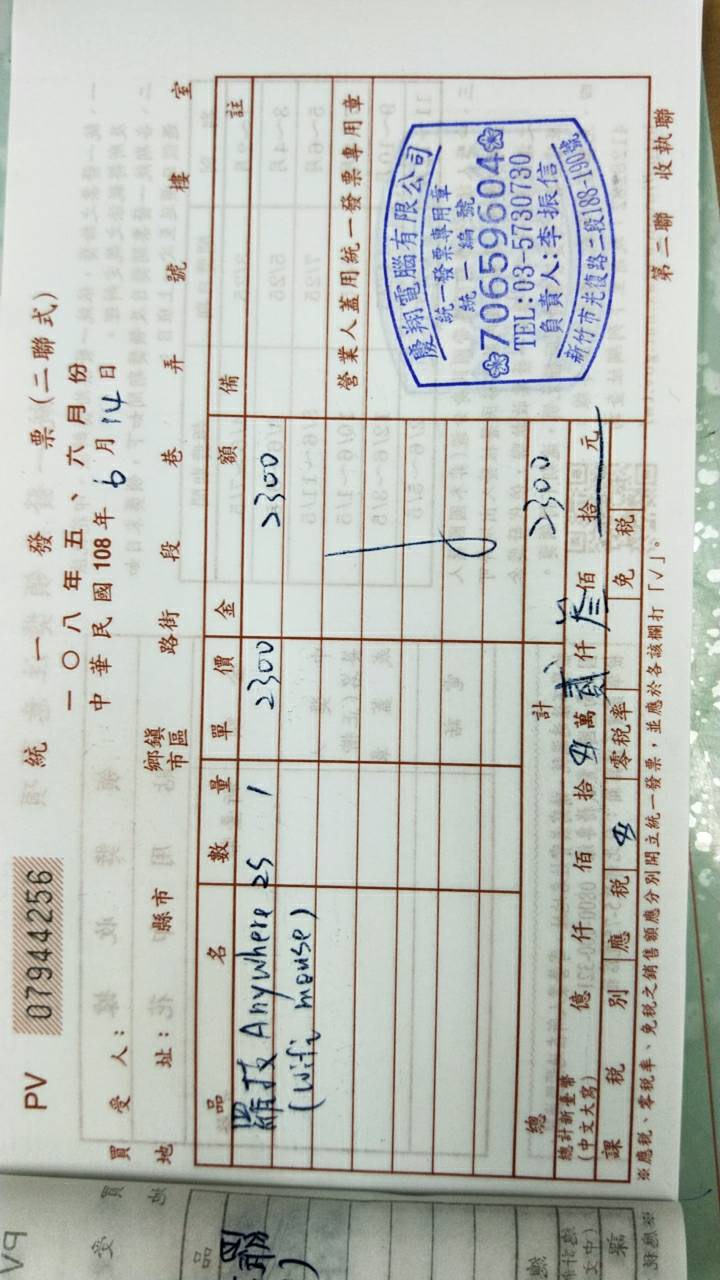 PV 07944256
統一發票(二聯式)
一〇八年五、六月份
中華民國108年6月14日
買受人：
地址： 縣市 鄉鎮市區 路街 段 巷 弄 號 樓 室
品名 數量 單價 金額 備註
羅技 Anywhere 2S 1 2300 2300
(Wifi mouse)
營業人蓋用統一發票專用章
慶翔電腦有限公司
統一發票專用章
統一編號
70659604
TEL:03-5730730
負責人:李振信
新竹市光復路二段188-190號
總計 2300
總計新臺幣
(中文大寫) 億 仟 佰 拾 萬 貳 仟 叁 佰 拾 元
課稅別 應稅 零稅率 免稅
※應稅、零稅率、免稅之銷售額應分別開立統一發票，並應於各該欄打「√」。
第二聯 收執聯